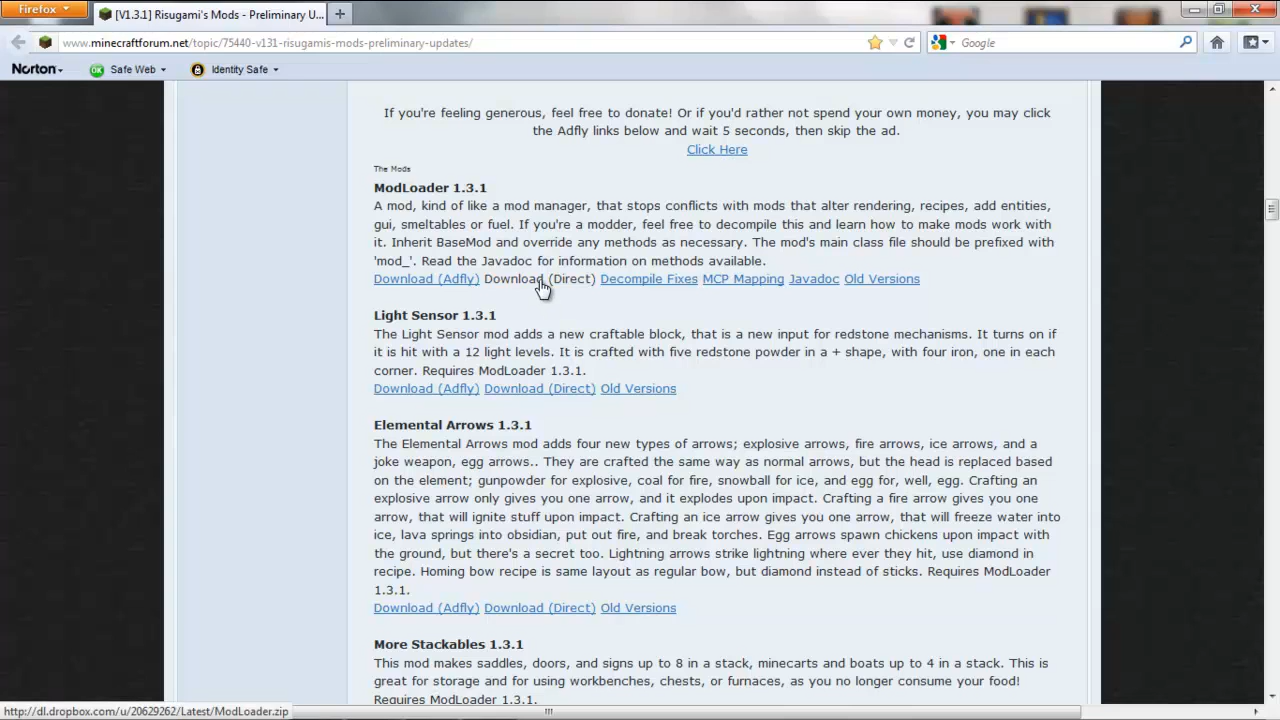 Firefox
[V1.3.1] Risugami's Mods - Preliminary U...
www.minecraftforum.net/topic/75440-v131-risugamis-mods-preliminary-updates/
Google
Norton
OK Safe Web
Identity Safe
If you're feeling generous, feel free to donate! Or if you'd rather not spend your own money, you may click
the Adfly links below and wait 5 seconds, then skip the ad.
Click Here
The Mods
ModLoader 1.3.1
A mod, kind of like a mod manager, that stops conflicts with mods that alter rendering, recipes, add entities,
gui, smeltables or fuel. If you're a modder, feel free to decompile this and learn how to make mods work with
it. Inherit BaseMod and override any methods as necessary. The mod's main class file should be prefixed with
'mod_'. Read the Javadoc for information on methods available.
Download (Adfly) Download (Direct) Decompile Fixes MCP Mapping Javadoc Old Versions
Light Sensor 1.3.1
The Light Sensor mod adds a new craftable block, that is a new input for redstone mechanisms. It turns on if
it is hit with a 12 light levels. It is crafted with five redstone powder in a + shape, with four iron, one in each
corner. Requires ModLoader 1.3.1.
Download (Adfly) Download (Direct) Old Versions
Elemental Arrows 1.3.1
The Elemental Arrows mod adds four new types of arrows; explosive arrows, fire arrows, ice arrows, and a
joke weapon, egg arrows.. They are crafted the same way as normal arrows, but the head is replaced based
on the element; gunpowder for explosive, coal for fire, snowball for ice, and egg for, well, egg. Crafting an
explosive arrow only gives you one arrow, and it explodes upon impact. Crafting a fire arrow gives you one
arrow, that will ignite stuff upon impact. Crafting an ice arrow gives you one arrow, that will freeze water into
ice, lava springs into obsidian, put out fire, and break torches. Egg arrows spawn chickens upon impact with
the ground, but there's a secret too. Lightning arrows strike lightning where ever they hit, use diamond in
recipe. Homing bow recipe is same layout as regular bow, but diamond instead of sticks. Requires ModLoader
1.3.1.
Download (Adfly) Download (Direct) Old Versions
More Stackables 1.3.1
This mod makes saddles, doors, and signs up to 8 in a stack, minecarts and boats up to 4 in a stack. This is
great for storage and for using workbenches, chests, or furnaces, as you no longer consume your food!
Requires ModLoader 1.3.1.
http://dl.dropbox.com/u/20629262/Latest/ModLoader.zip